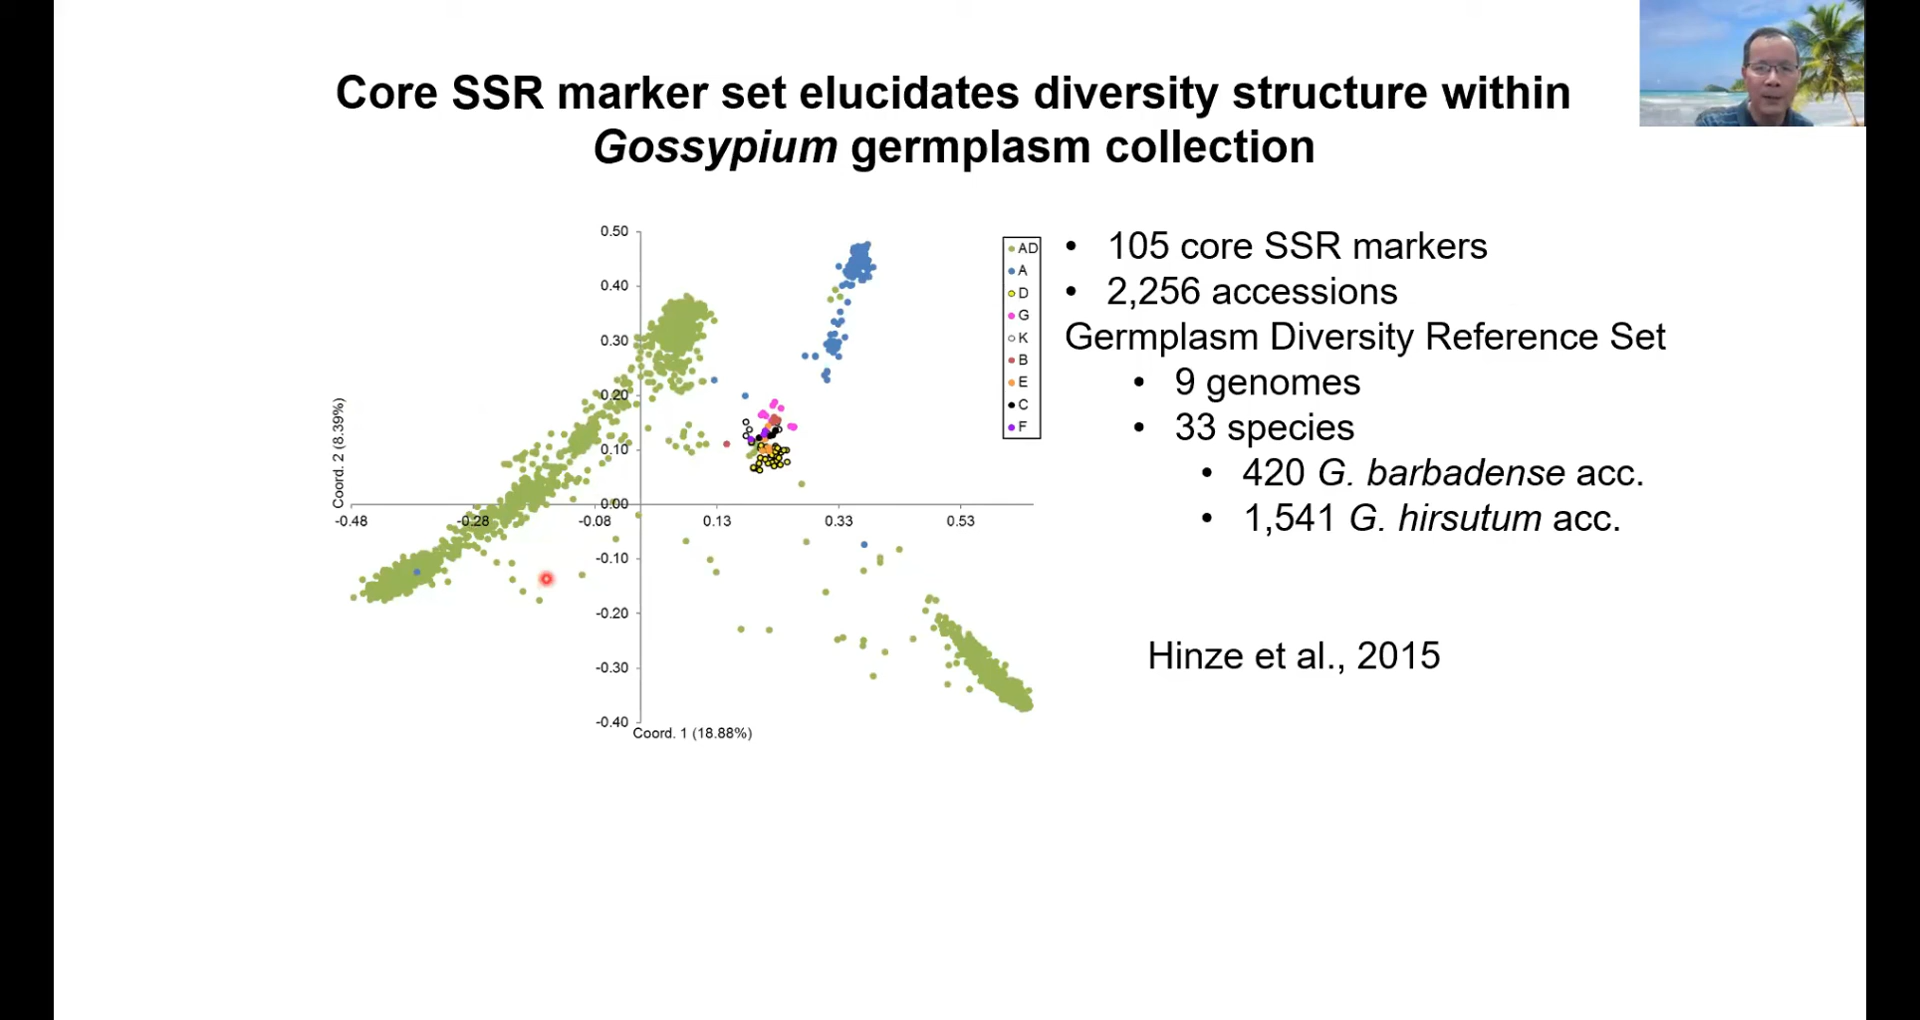 Core SSR marker set elucidates diversity structure within
Gossypium germplasm collection
0.50
0.40
0.30
0.20
0.10
0.00
-0.10
-0.20
-0.30
-0.40
-0.48
-0.28
-0.08
0.13
0.33
0.53
Coord. 2 (8.39%)
Coord. 1 (18.88%)
AD
A
D
G
K
B
E
C
F
• 105 core SSR markers
• 2,256 accessions
Germplasm Diversity Reference Set
• 9 genomes
• 33 species
• 420 G. barbadense acc.
• 1,541 G. hirsutum acc.
Hinze et al., 2015